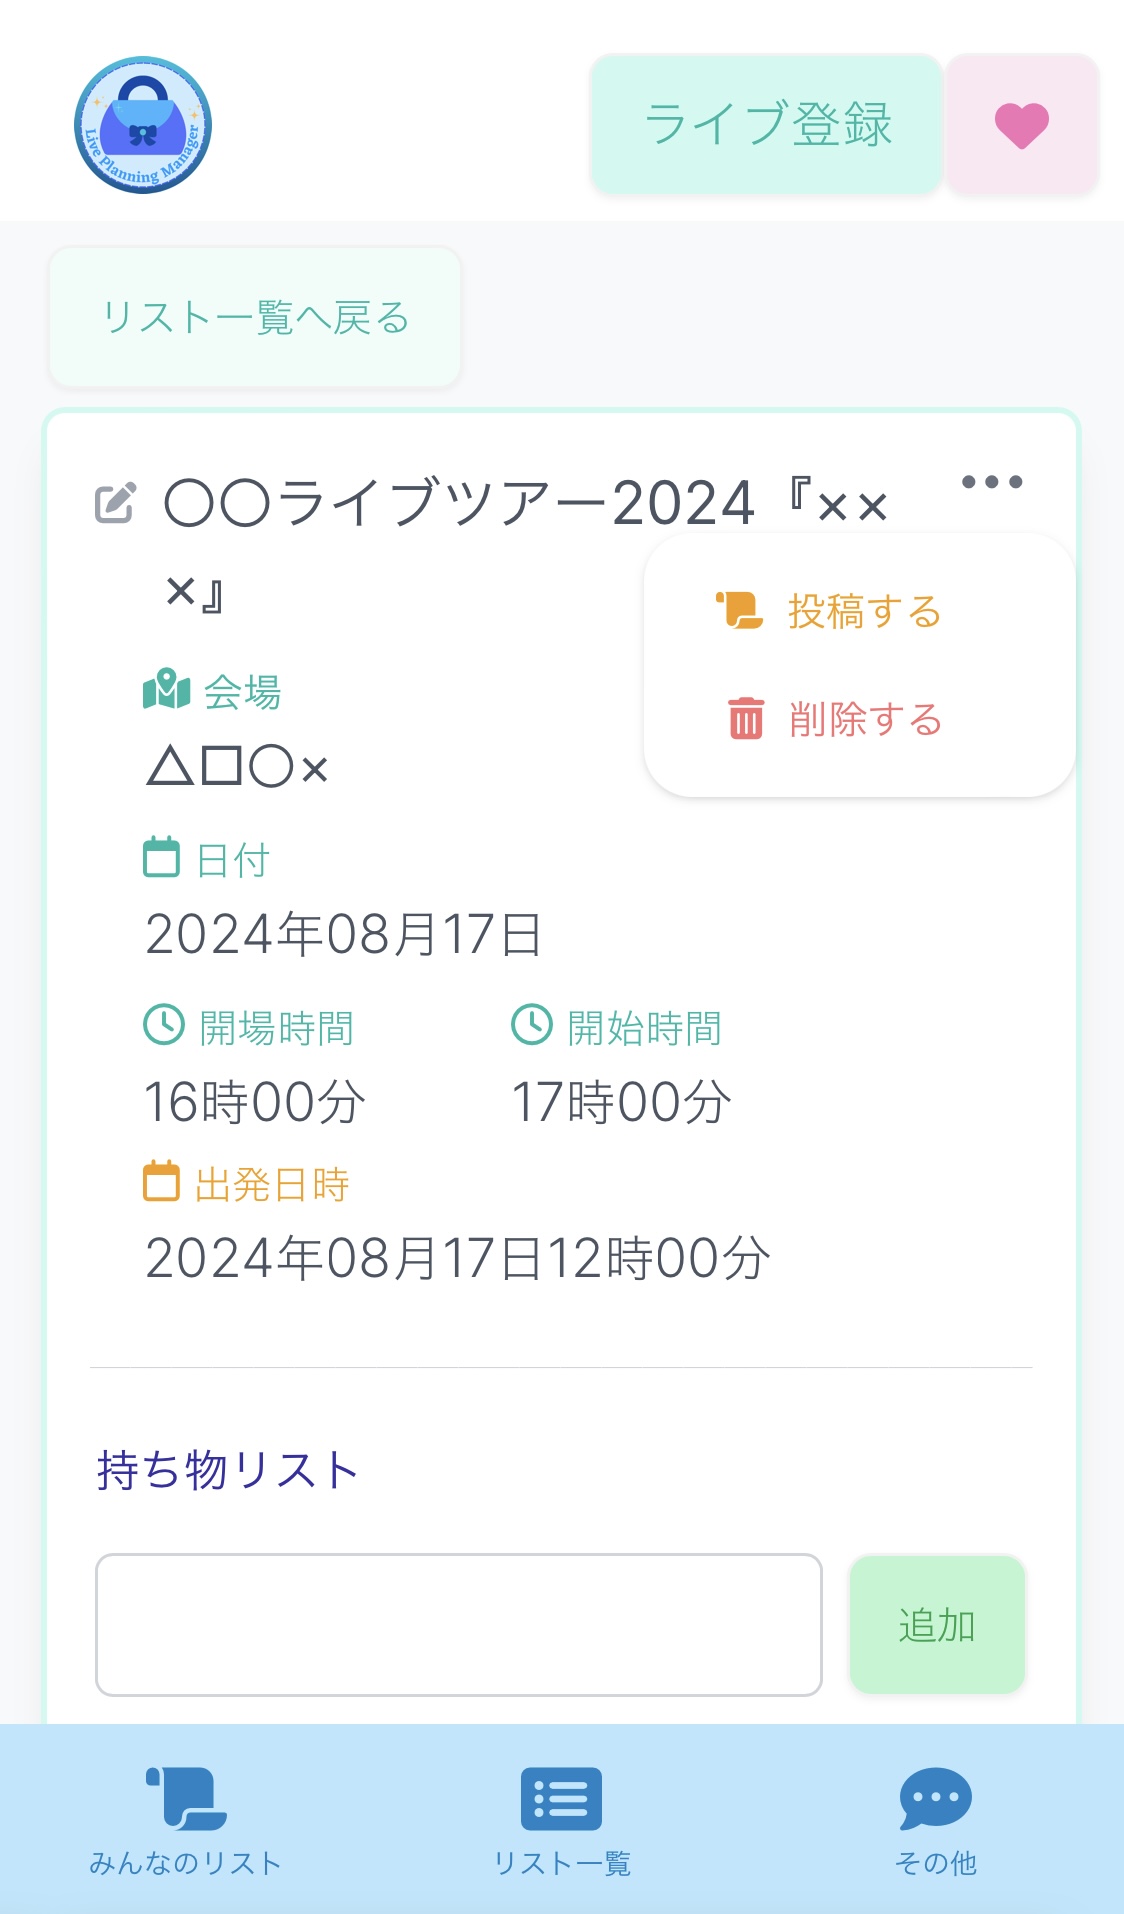 Live Planning Manager
ライブ登録
リスト一覧へ戻る
〇〇ライブツアー2024『××
×』
投稿する
削除する
会場
△□〇×
日付
2024年08月17日
開場時間 開始時間
16時00分 17時00分
出発日時
2024年08月17日12時00分
持ち物リスト
追加
みんなのリスト リスト一覧 その他